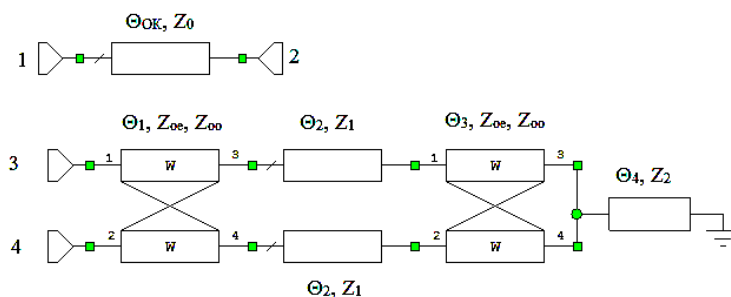 ΘOK, Z0
1
2
Θ1, Zoe, Zoo
Θ2, Z1
Θ3, Zoe, Zoo
3
1 W 3
1 W 3
Θ4, Z2
4
2 W 4
2 W 4
Θ2, Z1